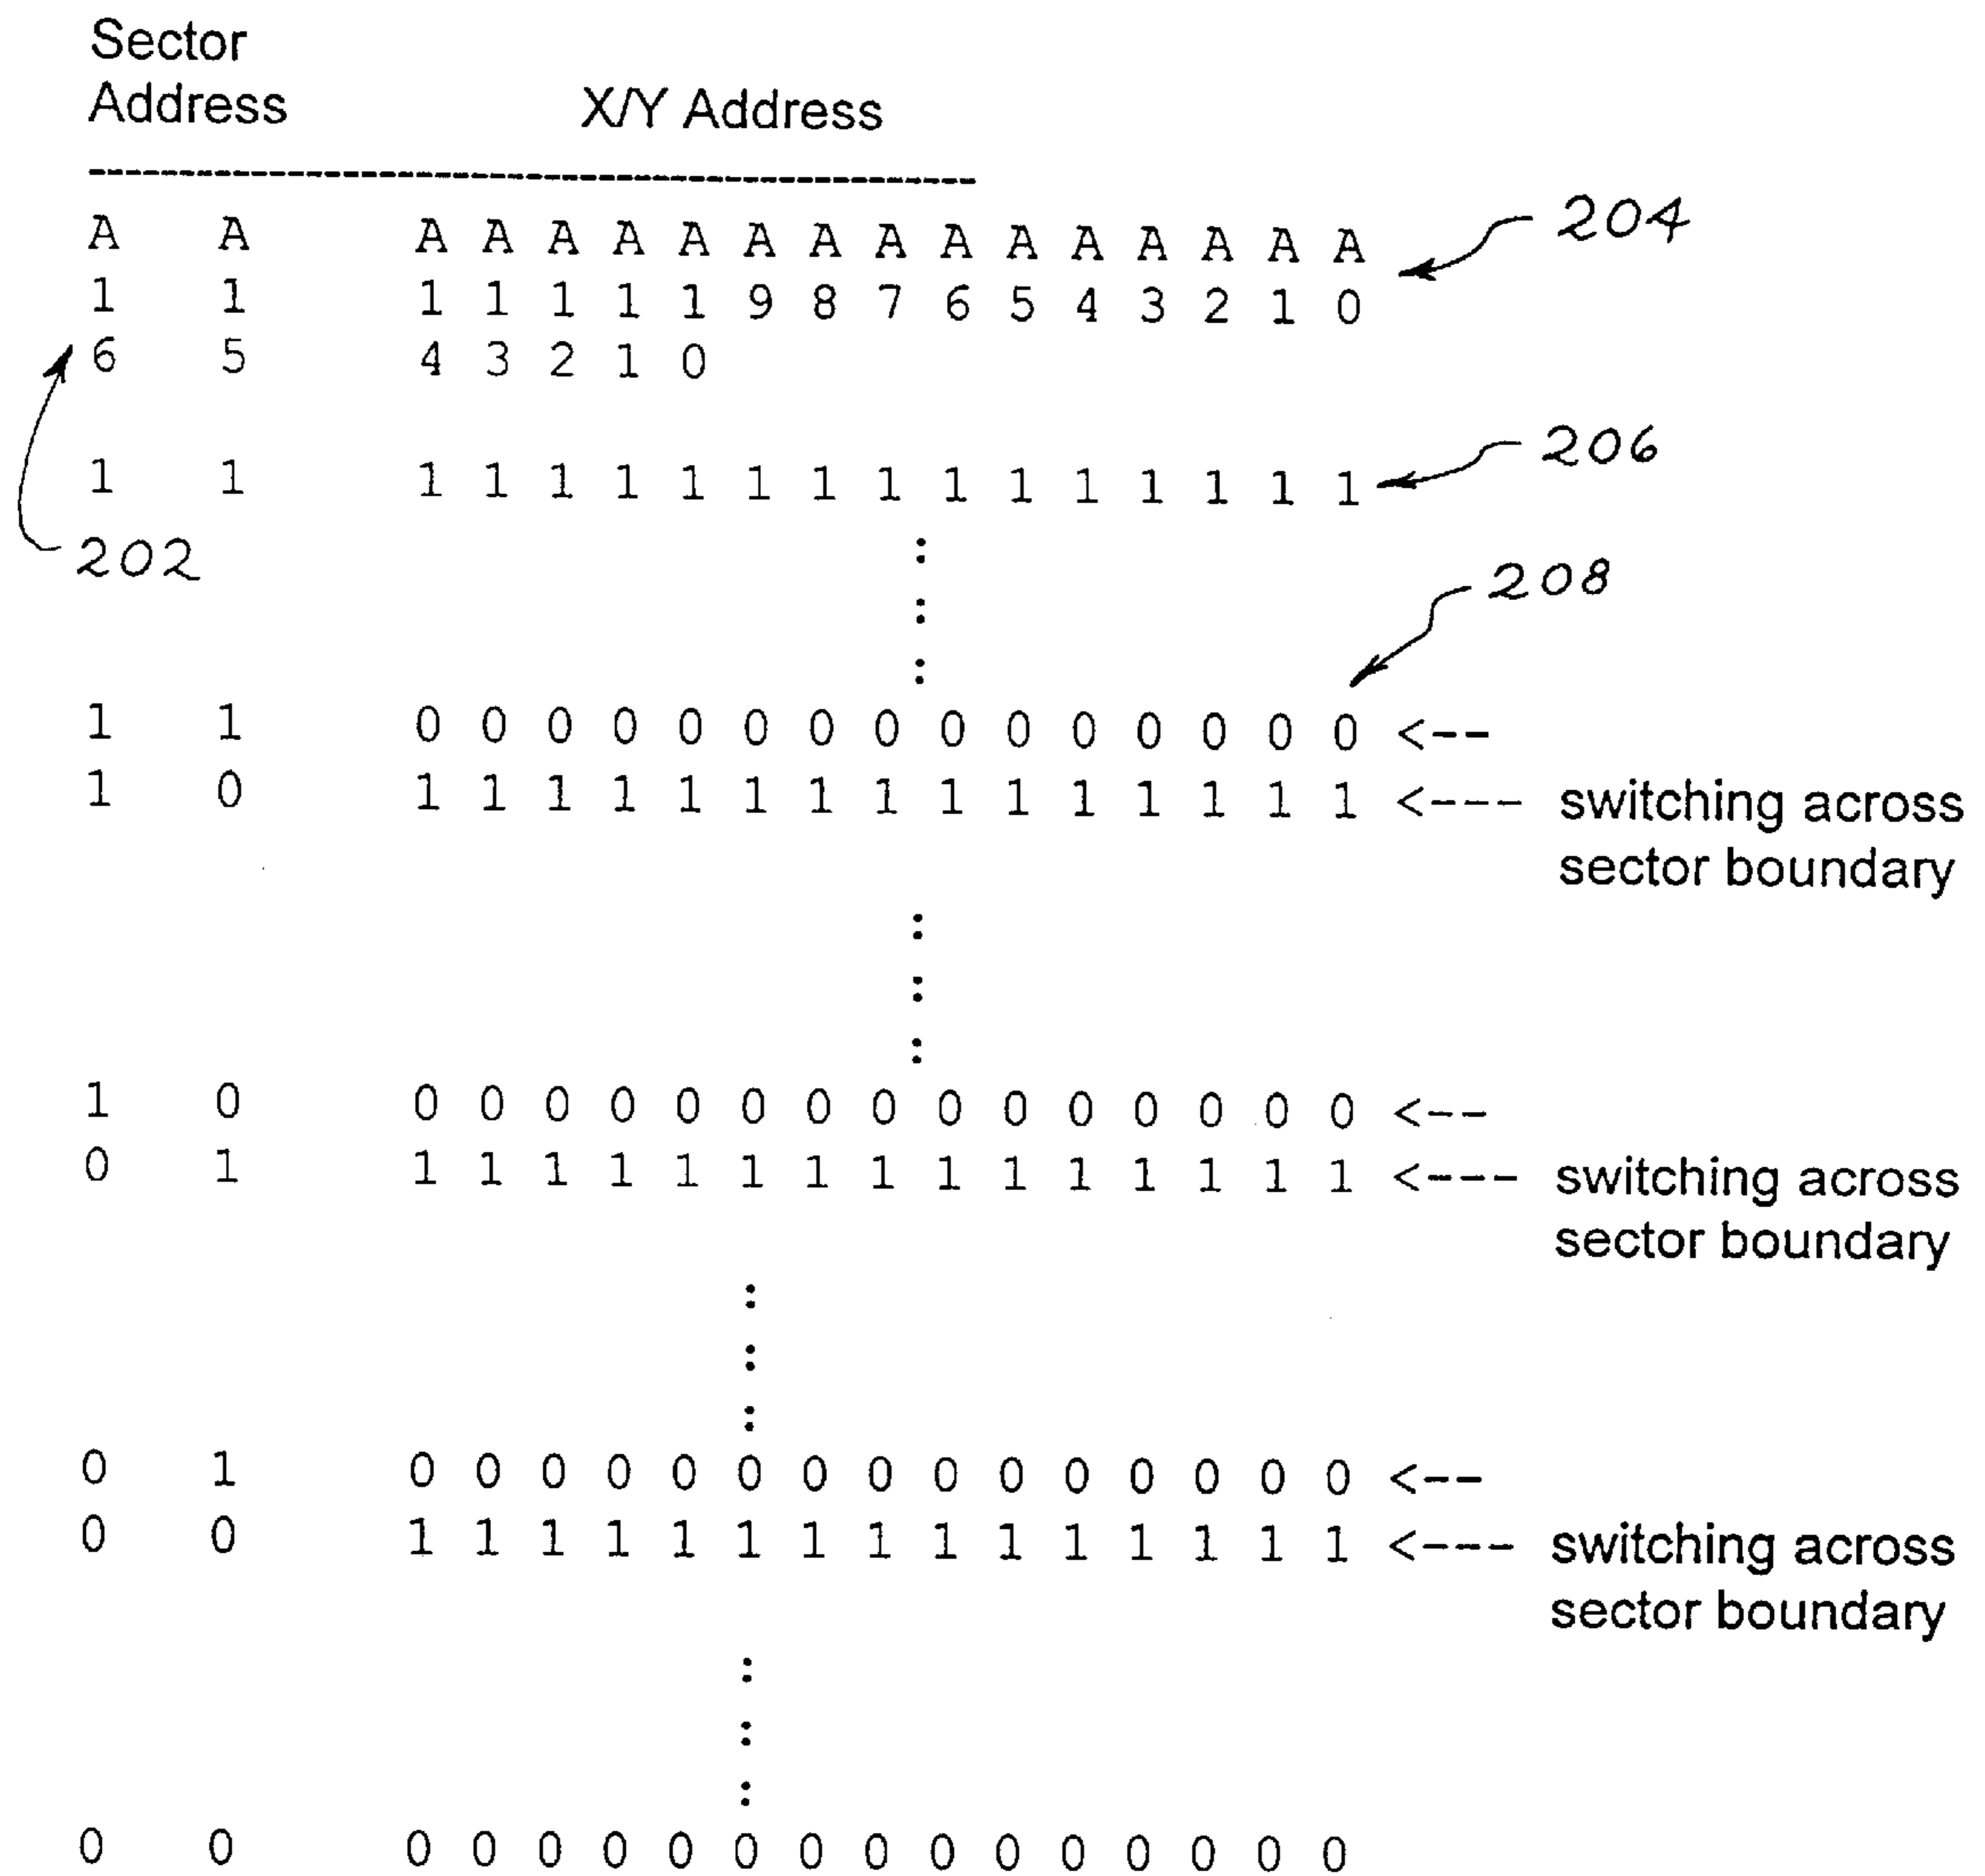 Sector
Address X/Y Address
--------------------------------------------------
A A A A A A A A A A A A A A A A A 204
1 1 1 1 1 1 1 9 8 7 6 5 4 3 2 1 0
6 5 4 3 2 1 0
1 1 1 1 1 1 1 1 1 1 1 1 1 1 1 1 1 206
202 :
: 208
:
1 1 0 0 0 0 0 0 0 0 0 0 0 0 0 0 0 <--
1 0 1 1 1 1 1 1 1 1 1 1 1 1 1 1 1 <--- switching across
sector boundary
:
:
:
1 0 0 0 0 0 0 0 0 0 0 0 0 0 0 0 0 <--
0 1 1 1 1 1 1 1 1 1 1 1 1 1 1 1 1 <--- switching across
sector boundary
:
:
:
0 1 0 0 0 0 0 0 0 0 0 0 0 0 0 0 0 <--
0 0 1 1 1 1 1 1 1 1 1 1 1 1 1 1 1 <--- switching across
sector boundary
:
:
:
0 0 0 0 0 0 0 0 0 0 0 0 0 0 0 0 0